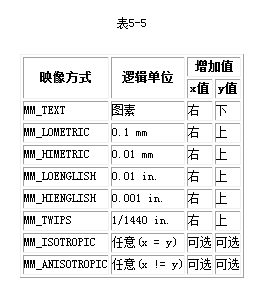 表5-5
映像方式 逻辑单位 增加值
x值 y值
MM_TEXT 图素 右 下
MM_LOMETRIC 0.1 mm 右 上
MM_HIMETRIC 0.01 mm 右 上
MM_LOENGLISH 0.01 in. 右 上
MM_HIENGLISH 0.001 in. 右 上
MM_TWIPS 1/1440 in. 右 上
MM_ISOTROPIC 任意(x = y) 可选 可选
MM_ANISOTROPIC 任意(x != y) 可选 可选